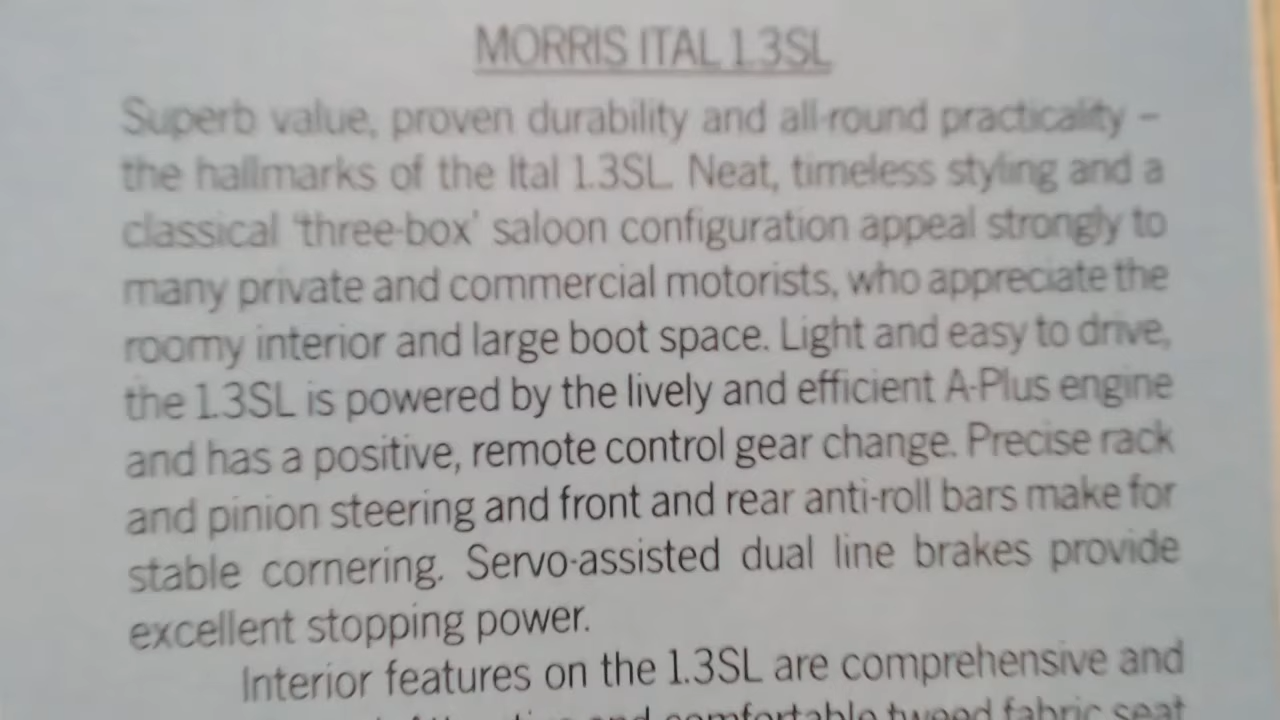 MORRIS ITAL 1.3SL
Superb value, proven durability and all-round practicality –
the hallmarks of the Ital 1.3SL. Neat, timeless styling and a
classical 'three-box' saloon configuration appeal strongly to
many private and commercial motorists, who appreciate the
roomy interior and large boot space. Light and easy to drive,
the 1.3SL is powered by the lively and efficient A-Plus engine
and has a positive, remote control gear change. Precise rack
and pinion steering and front and rear anti-roll bars make for
stable cornering. Servo-assisted dual line brakes provide
excellent stopping power.
Interior features on the 1.3SL are comprehensive and
and comfortable tweed fabric seat